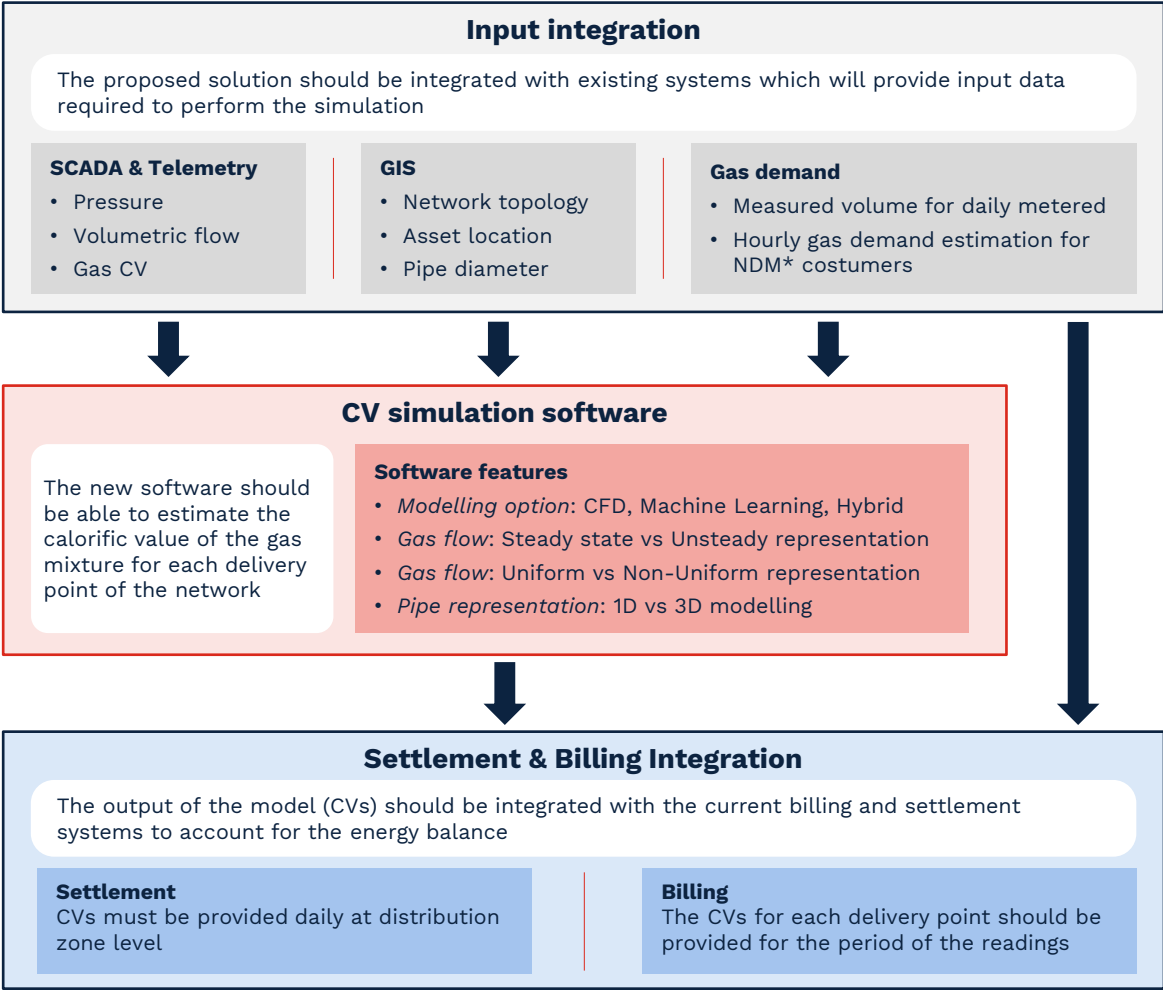 Input integration
The proposed solution should be integrated with existing systems which will provide input data
required to perform the simulation
SCADA & Telemetry
• Pressure
• Volumetric flow
• Gas CV
GIS
• Network topology
• Asset location
• Pipe diameter
Gas demand
• Measured volume for daily metered
• Hourly gas demand estimation for
NDM* costumers
CV simulation software
The new software should
be able to estimate the
calorific value of the gas
mixture for each delivery
point of the network
Software features
• Modelling option: CFD, Machine Learning, Hybrid
• Gas flow: Steady state vs Unsteady representation
• Gas flow: Uniform vs Non-Uniform representation
• Pipe representation: 1D vs 3D modelling
Settlement & Billing Integration
The output of the model (CVs) should be integrated with the current billing and settlement
systems to account for the energy balance
Settlement
CVs must be provided daily at distribution
zone level
Billing
The CVs for each delivery point should be
provided for the period of the readings